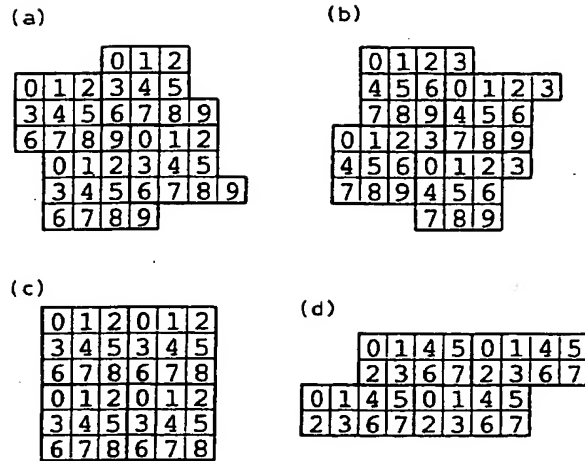 (a)
0 1 2
0 1 2 3 4 5
3 4 5 6 7 8 9
6 7 8 9 0 1 2
0 1 2 3 4 5
3 4 5 6 7 8 9
6 7 8 9
(b)
0 1 2 3
4 5 6 0 1 2 3
7 8 9 4 5 6
0 1 2 3 7 8 9
4 5 6 0 1 2 3
7 8 9 4 5 6
7 8 9
(c)
0 1 2 0 1 2
3 4 5 3 4 5
6 7 8 6 7 8
0 1 2 0 1 2
3 4 5 3 4 5
6 7 8 6 7 8
(d)
0 1 4 5 0 1 4 5
2 3 6 7 2 3 6 7
0 1 4 5 0 1 4 5
2 3 6 7 2 3 6 7